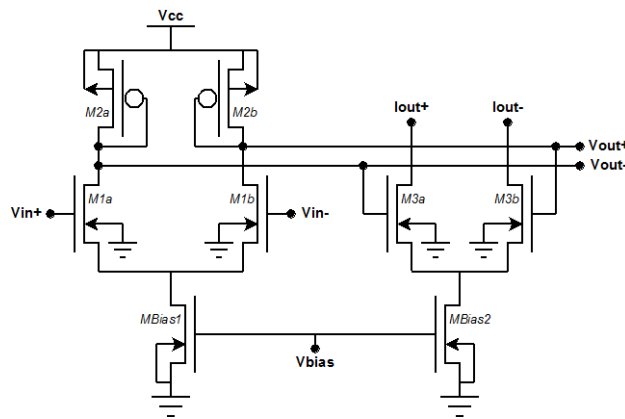 Vcc
M2a
M2b
Iout+
Iout-
Vout+
Vout-
M1a
M1b
M3a
M3b
Vin+
Vin-
MBias1
MBias2
Vbias